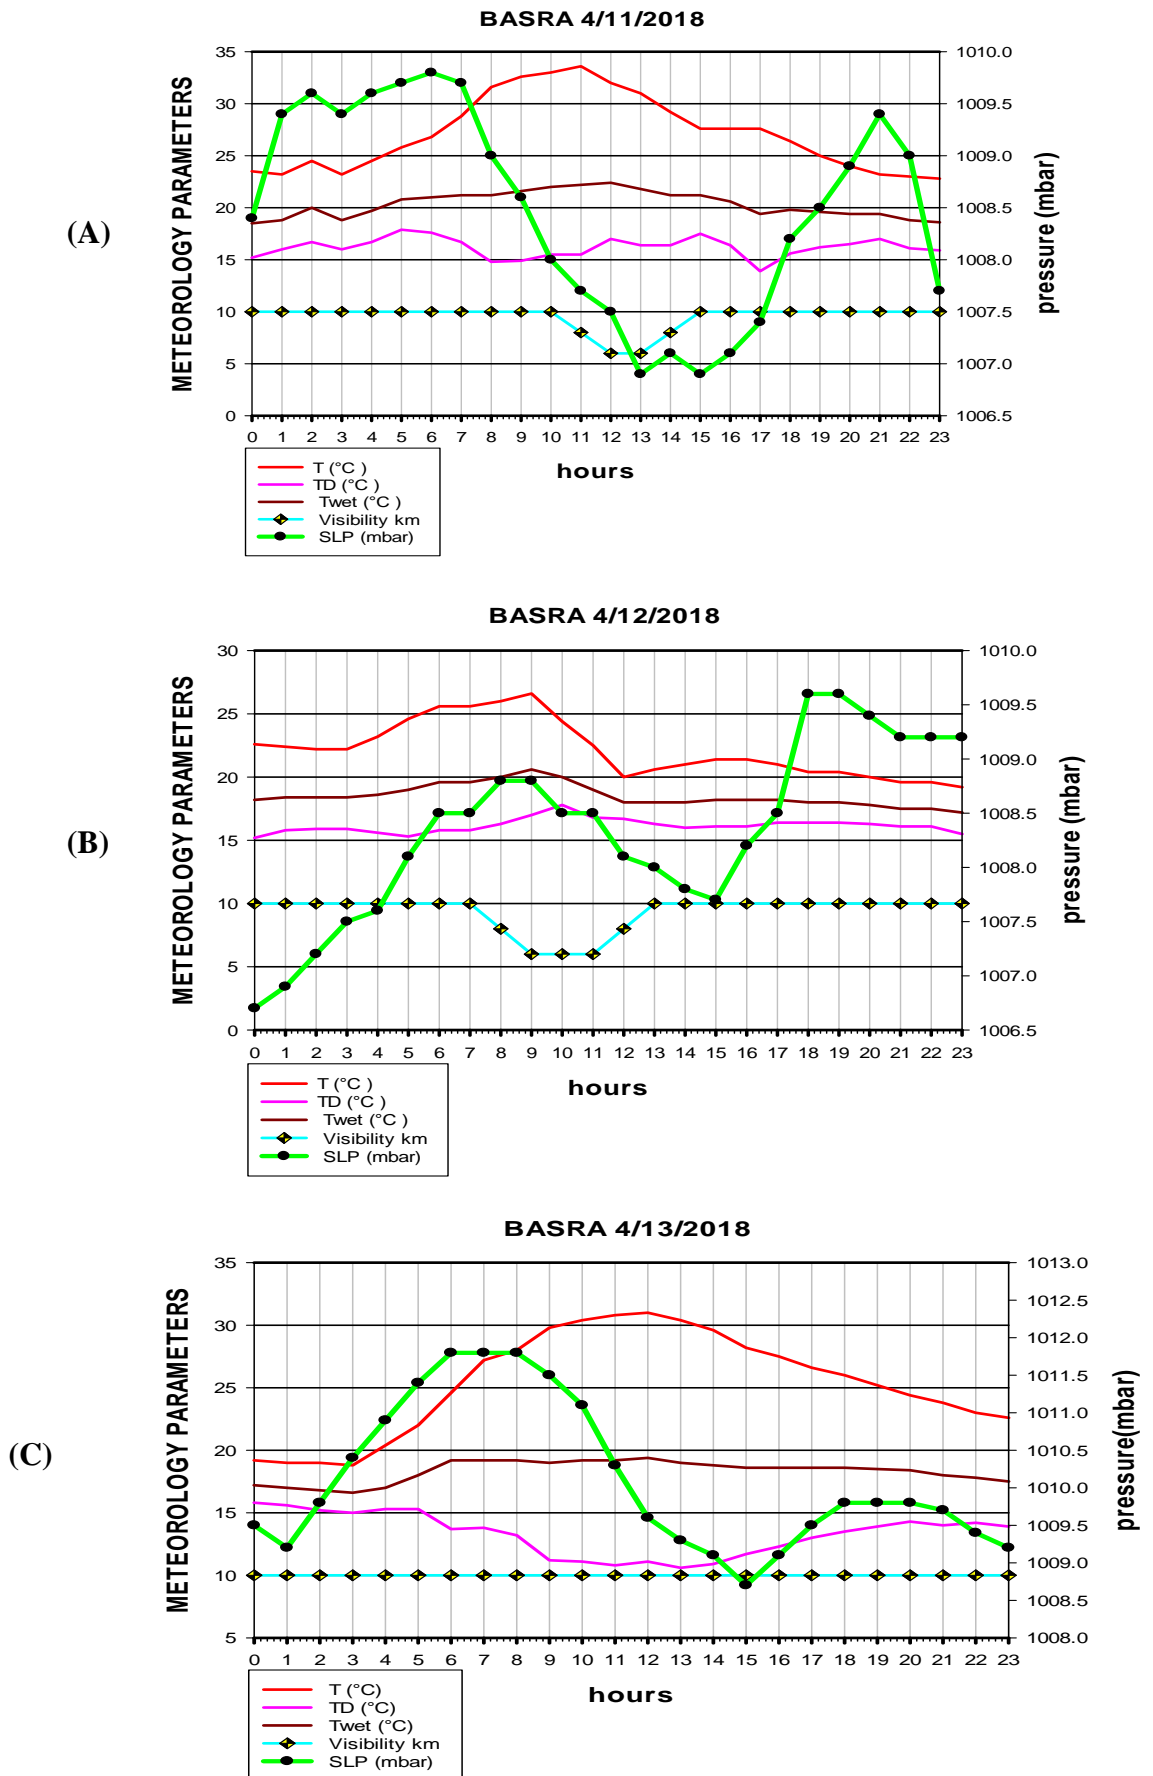 BASRA 4/11/2018
(A)
METEOROLOGY PARAMETERS
35
30
25
20
15
10
5
0
1010.0
1009.5
1009.0
1008.5
1008.0
1007.5
1007.0
1006.5
pressure (mbar)
0 1 2 3 4 5 6 7 8 9 10 11 12 13 14 15 16 17 18 19 20 21 22 23
hours
T (°C )
TD (°C )
Twet (°C )
Visibility km
SLP (mbar)
BASRA 4/12/2018
(B)
METEOROLOGY PARAMETERS
30
25
20
15
10
5
0
1010.0
1009.5
1009.0
1008.5
1008.0
1007.5
1007.0
1006.5
pressure (mbar)
0 1 2 3 4 5 6 7 8 9 10 11 12 13 14 15 16 17 18 19 20 21 22 23
hours
T (°C )
TD (°C )
Twet (°C )
Visibility km
SLP (mbar)
BASRA 4/13/2018
(C)
METEOROLOGY PARAMETERS
35
30
25
20
15
10
5
1013.0
1012.5
1012.0
1011.5
1011.0
1010.5
1010.0
1009.5
1009.0
1008.5
1008.0
pressure(mbar)
0 1 2 3 4 5 6 7 8 9 10 11 12 13 14 15 16 17 18 19 20 21 22 23
hours
T (°C)
TD (°C)
Twet (°C)
Visibility km
SLP (mbar)